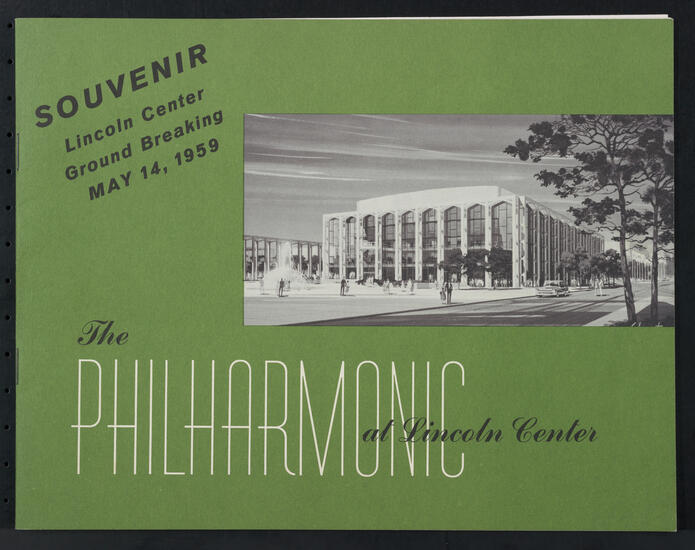 SOUVENIR
Lincoln Center
Ground Breaking
MAY 14, 1959
The
PHILHARMONIC
at Lincoln Center